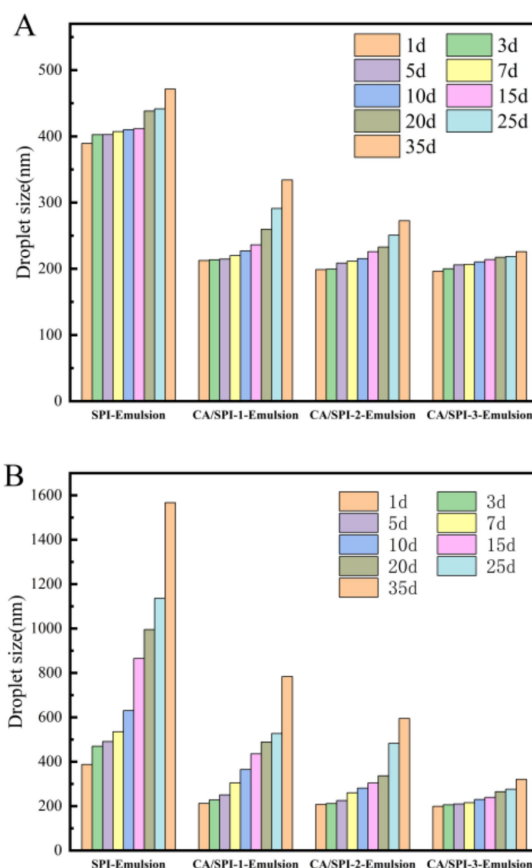 A
Droplet size(nm)
500
400
300
200
100
0
1d 3d
5d 7d
10d 15d
20d 25d
35d
SPI-Emulsion CA/SPI-1-Emulsion CA/SPI-2-Emulsion CA/SPI-3-Emulsion
B
Droplet size(nm)
1600
1400
1200
1000
800
600
400
200
0
1d 3d
5d 7d
10d 15d
20d 25d
35d
SPI-Emulsion CA/SPI-1-Emulsion CA/SPI-2-Emulsion CA/SPI-3-Emulsion